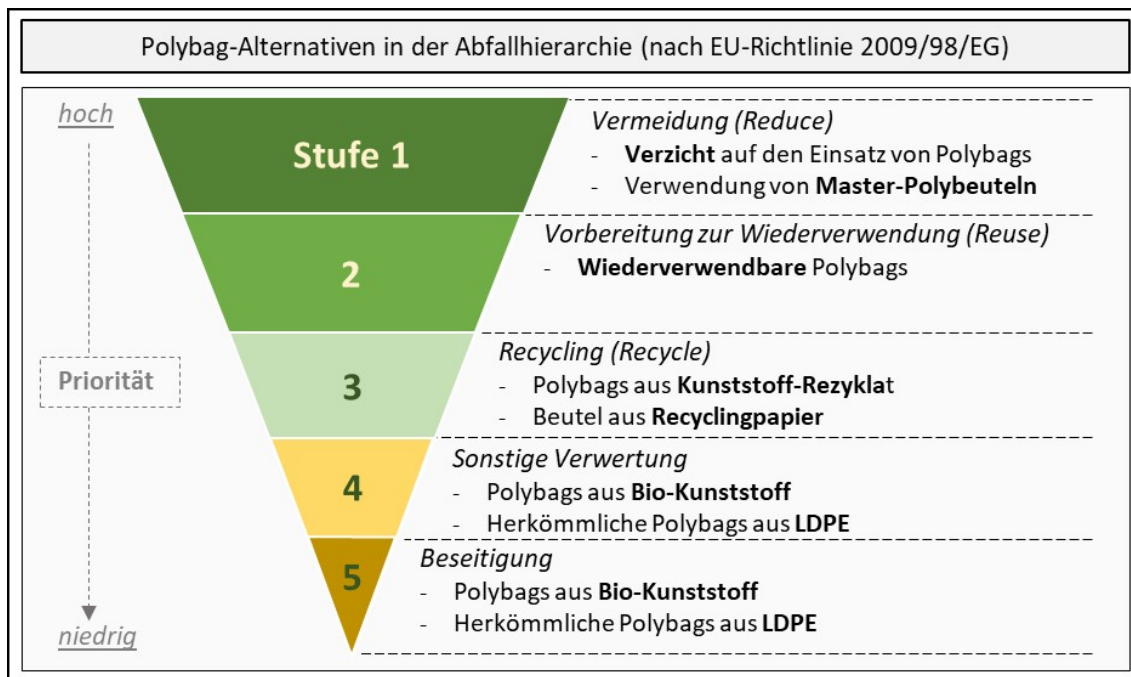 Polybag-Alternativen in der Abfallhierarchie (nach EU-Richtlinie 2009/98/EG)
hoch
Priorität
niedrig
Stufe 1
Vermeidung (Reduce)
- Verzicht auf den Einsatz von Polybags
- Verwendung von Master-Polybeuteln
2
Vorbereitung zur Wiederverwendung (Reuse)
- Wiederverwendbare Polybags
3
Recycling (Recycle)
- Polybags aus Kunststoff-Rezyklat
- Beutel aus Recyclingpapier
4
Sonstige Verwertung
- Polybags aus Bio-Kunststoff
- Herkömmliche Polybags aus LDPE
5
Beseitigung
- Polybags aus Bio-Kunststoff
- Herkömmliche Polybags aus LDPE